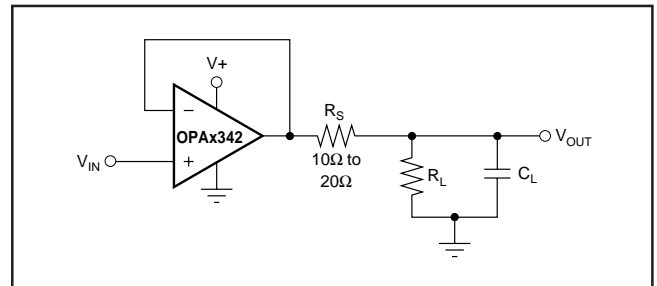 V+
R_S
−
OPAx342
10Ω to
20Ω
V_IN
+
V_OUT
R_L
C_L